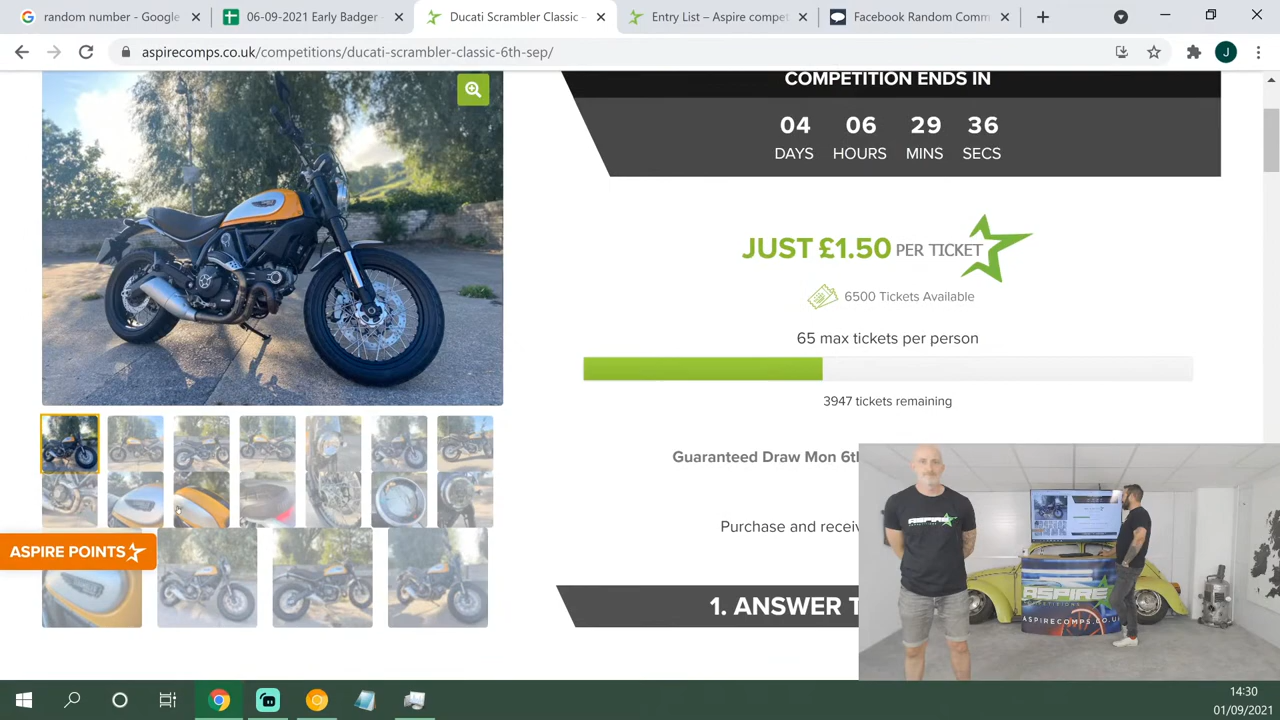 random number - Google
06-09-2021 Early Badger -
Ducati Scrambler Classic -
Entry List – Aspire compet
Facebook Random Comm
aspirecomps.co.uk/competitions/ducati-scrambler-classic-6th-sep/
J
COMPETITION ENDS IN
04 06 29 36
DAYS HOURS MINS SECS
JUST £1.50 PER TICKET
6500 Tickets Available
65 max tickets per person
3947 tickets remaining
Guaranteed Draw Mon 6th
Purchase and receiv
ASPIRE POINTS
1. ANSWER T
ASPIRE
COMPETITIONS
ASPIRECOMPS.CO.UK
14:30
01/09/2021